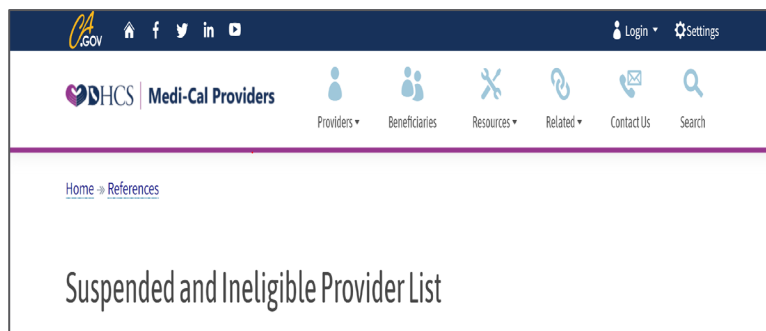 CA
.GOV
Login Settings
DHCS Medi-Cal Providers
Providers Beneficiaries Resources Related Contact Us Search
Home » References
Suspended and Ineligible Provider List